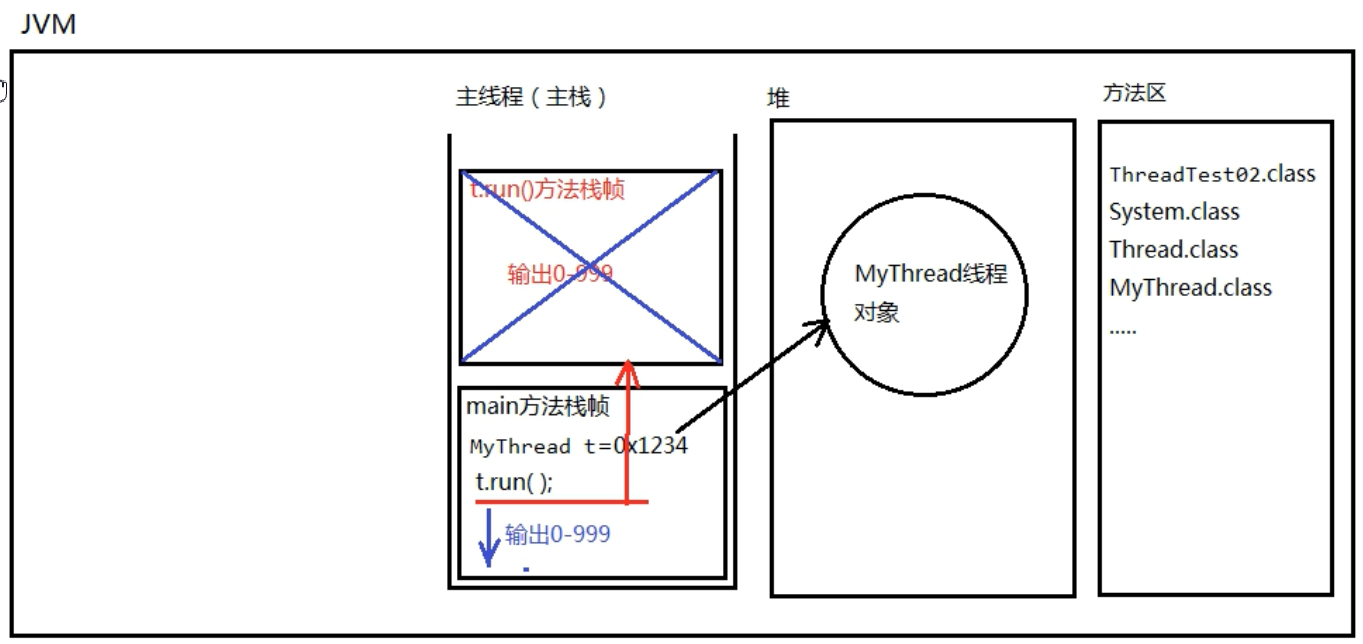 JVM
主线程（主栈）
t.run()方法栈帧
输出0-999
main方法栈帧
MyThread t=0x1234
t.run( );
输出0-999
堆
MyThread线程
对象
方法区
ThreadTest02.class
System.class
Thread.class
MyThread.class
.....